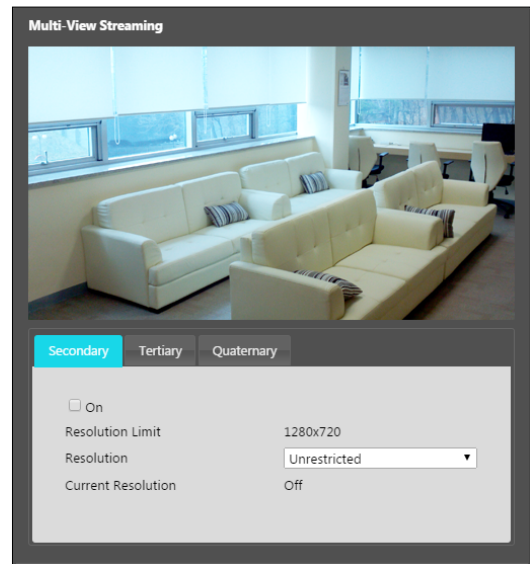 Multi-View Streaming
Secondary Tertiary Quaternary
On
Resolution Limit 1280x720
Resolution Unrestricted
Current Resolution Off